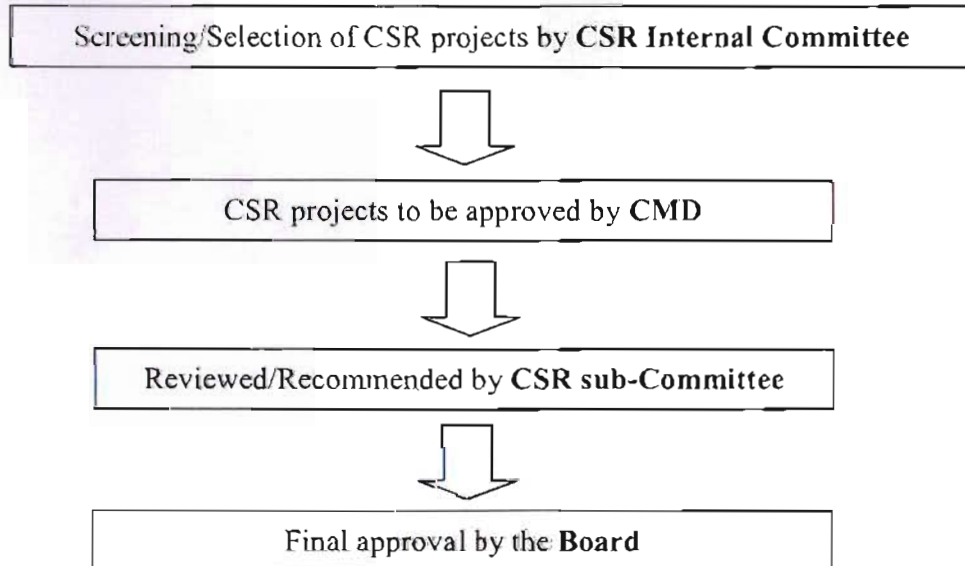 Screening/Selection of CSR projects by CSR Internal Committee
CSR projects to be approved by CMD
Reviewed/Recommended by CSR sub-Committee
Final approval by the Board